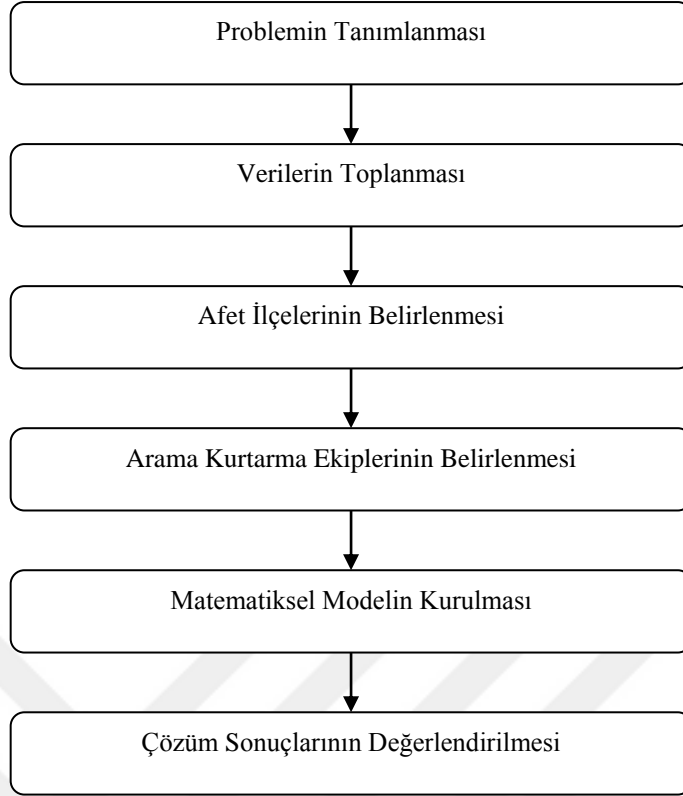 Problemin Tanımlanması
Verilerin Toplanması
Afet İlçelerinin Belirlenmesi
Arama Kurtarma Ekiplerinin Belirlenmesi
Matematiksel Modelin Kurulması
Çözüm Sonuçlarının Değerlendirilmesi